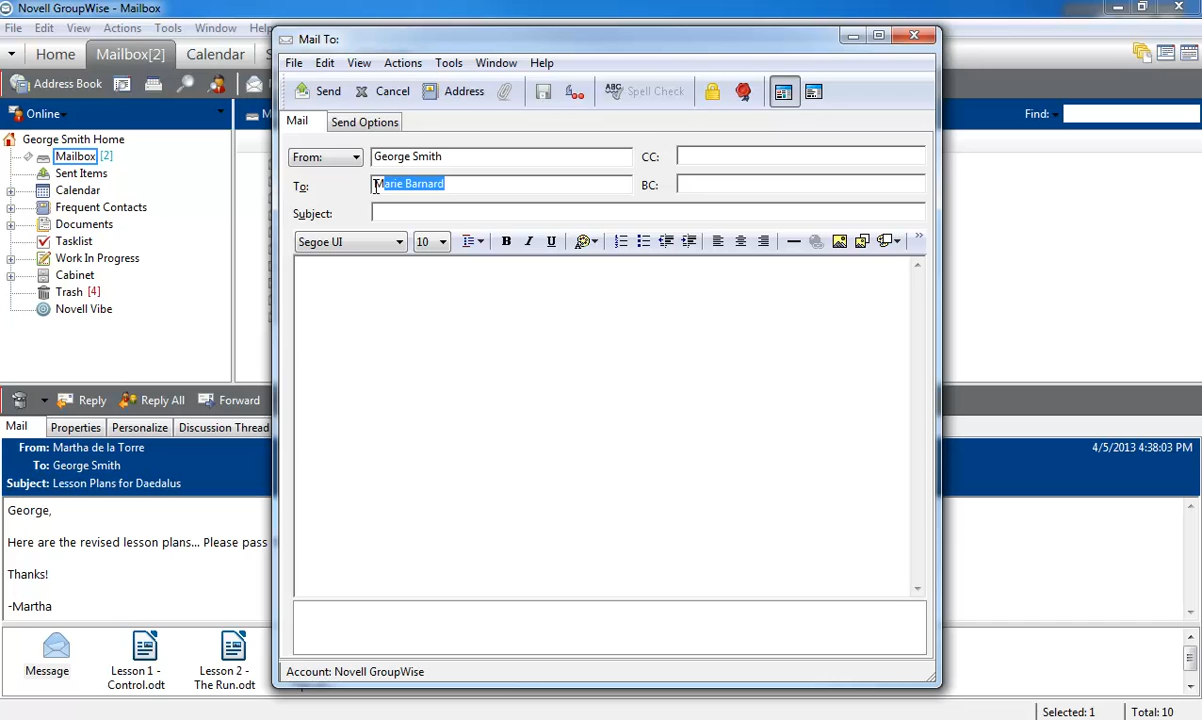 Novell GroupWise - Mailbox
File Edit View Actions Tools Window Help
Home Mailbox[2] Calendar
Address Book
Online
Find:
George Smith Home
Mailbox [2]
Sent Items
Calendar
Frequent Contacts
Documents
Tasklist
Work In Progress
Cabinet
Trash [4]
Novell Vibe
Mail To:
File Edit View Actions Tools Window Help
Send Cancel Address ABC Spell Check
Mail Send Options
From: George Smith CC:
To: Marie Barnard BC:
Subject:
Segoe UI 10 B I U
Account: Novell GroupWise
Reply Reply All Forward
Mail Properties Personalize Discussion Thread
From: Martha de la Torre 4/5/2013 4:38:03 PM
To: George Smith
Subject: Lesson Plans for Daedalus
George,
Here are the revised lesson plans... Please pass
Thanks!
-Martha
Message
Lesson 1 -
Control.odt
Lesson 2 -
The Run.odt
Selected: 1 Total: 10